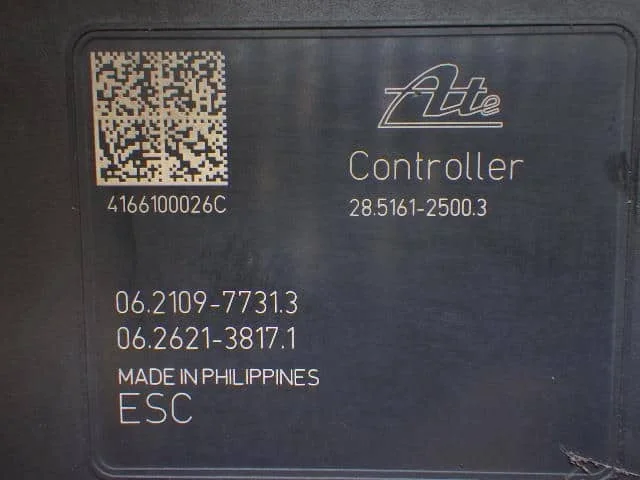 Ate
Controller
4166100026C
28.5161-2500.3
06.2109-7731.3
06.2621-3817.1
MADE IN PHILIPPINES
ESC